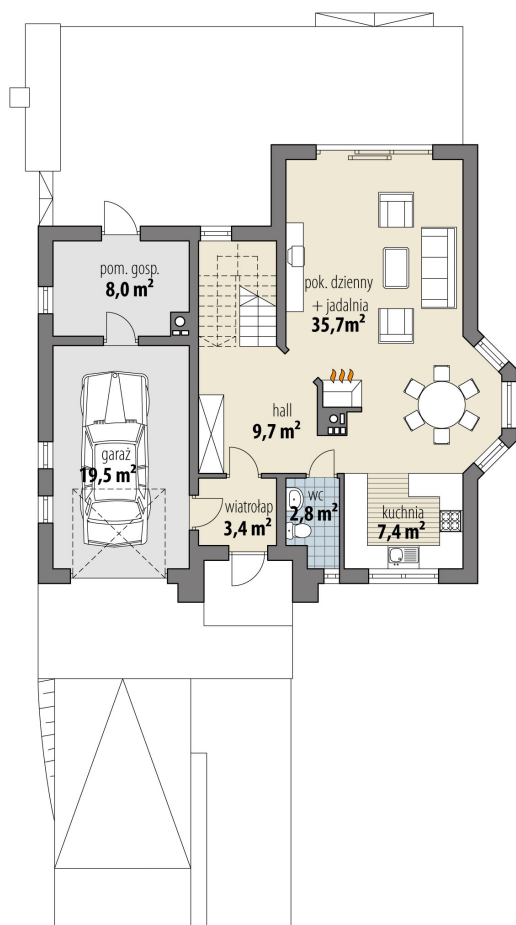 pom. gosp.
8,0 m²
pok. dzienny
+ jadalnia
35,7m²
hall
9,7 m²
garaż
19,5 m²
wiatrołap
3,4 m²
wc
2,8 m²
kuchnia
7,4 m²